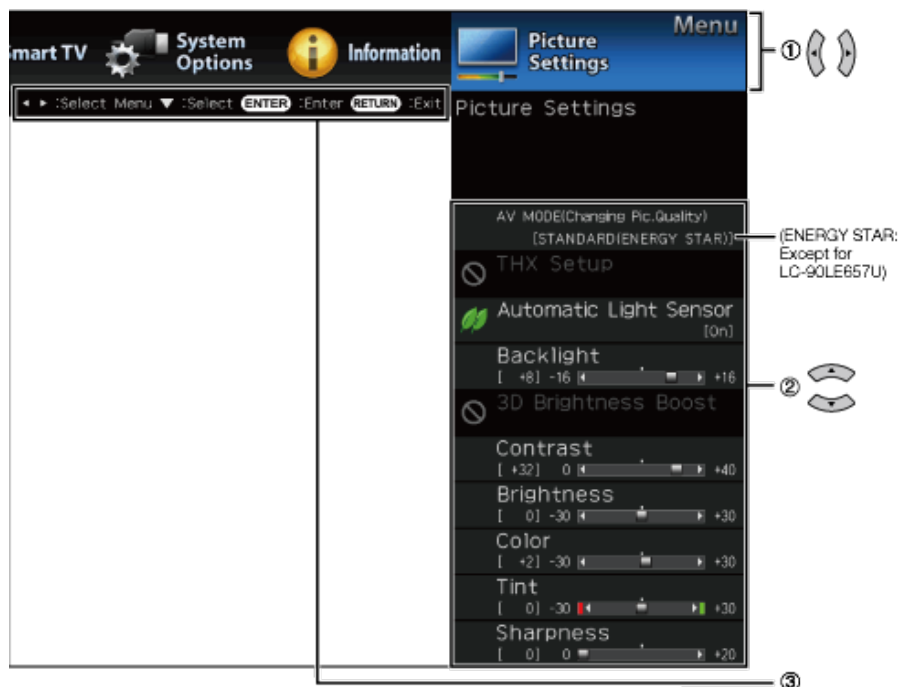 Menu
Smart TV
System
Options
Information
Picture
Settings
①
◂ ▸ :Select Menu ▼ :Select ENTER :Enter RETURN :Exit
Picture Settings
AV MODE(Changing Pic.Quality)
[STANDARD(ENERGY STAR)]
(ENERGY STAR:
Except for
LC-90LE657U)
THX Setup
Automatic Light Sensor
[On]
Backlight
[ +8] -16 +16
②
3D Brightness Boost
Contrast
[ +32] 0 +40
Brightness
[ 0] -30 +30
Color
[ +2] -30 +30
Tint
[ 0] -30 +30
Sharpness
[ 0] 0 +20
③